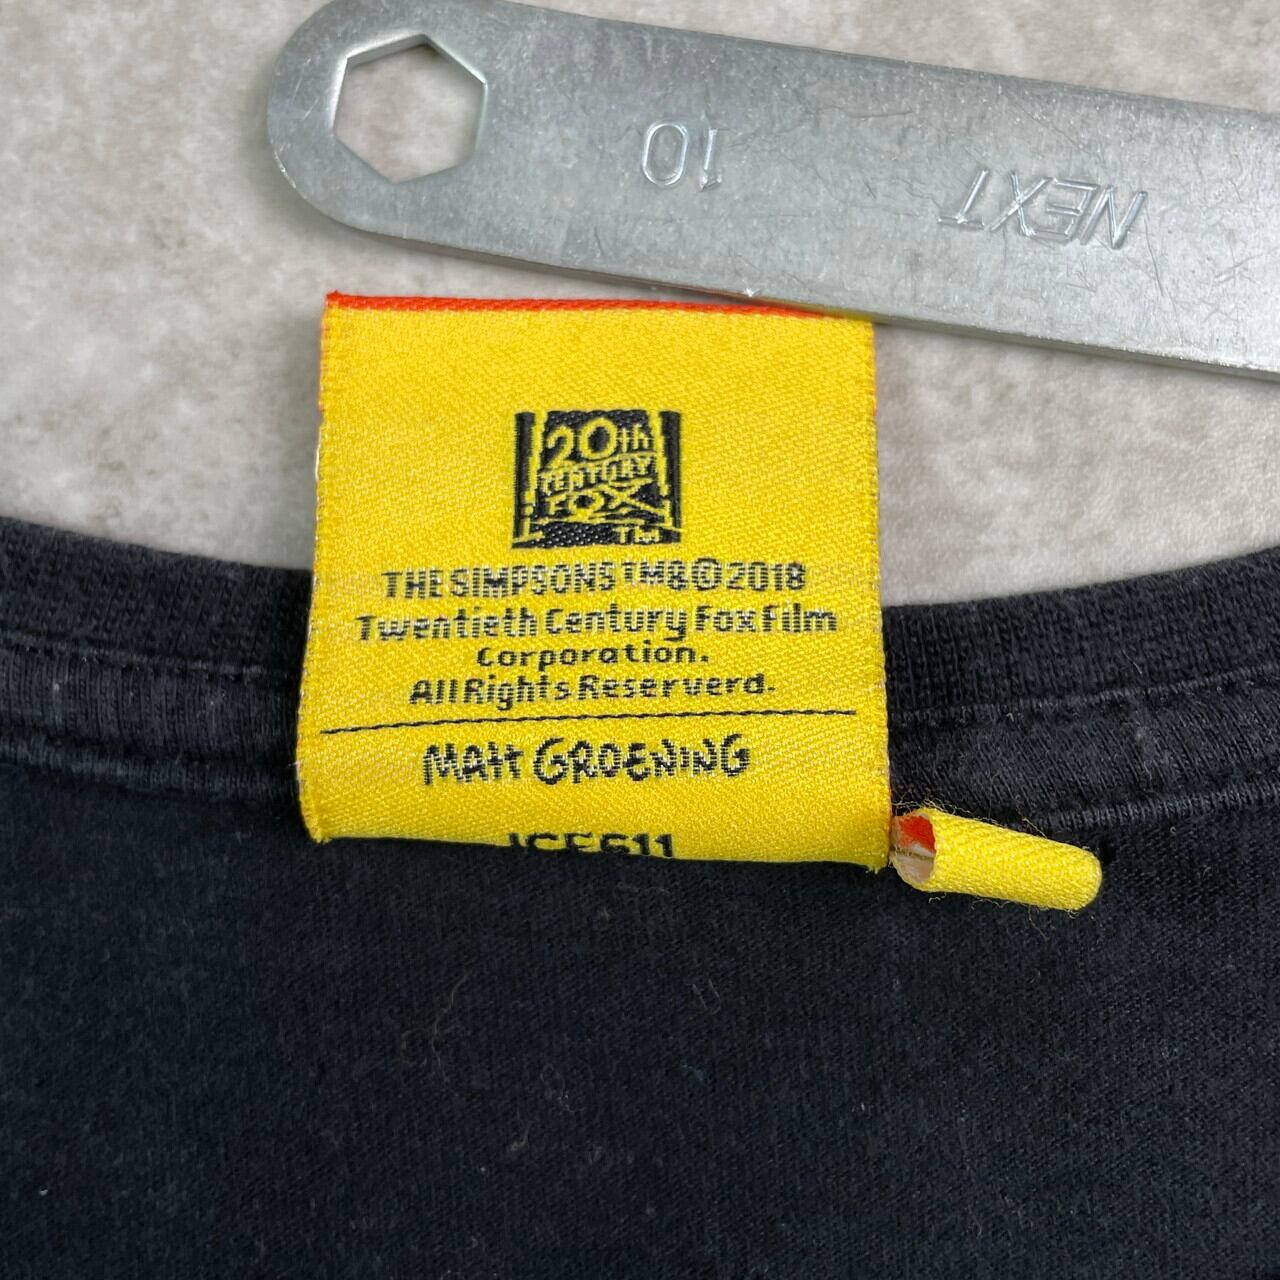 10
NEXT
20th
CENTURY
FOX
TM
THE SIMPSONS TM&©2018
Twentieth Century Fox Film
Corporation.
All Rights Reserverd.
MATT GROENING